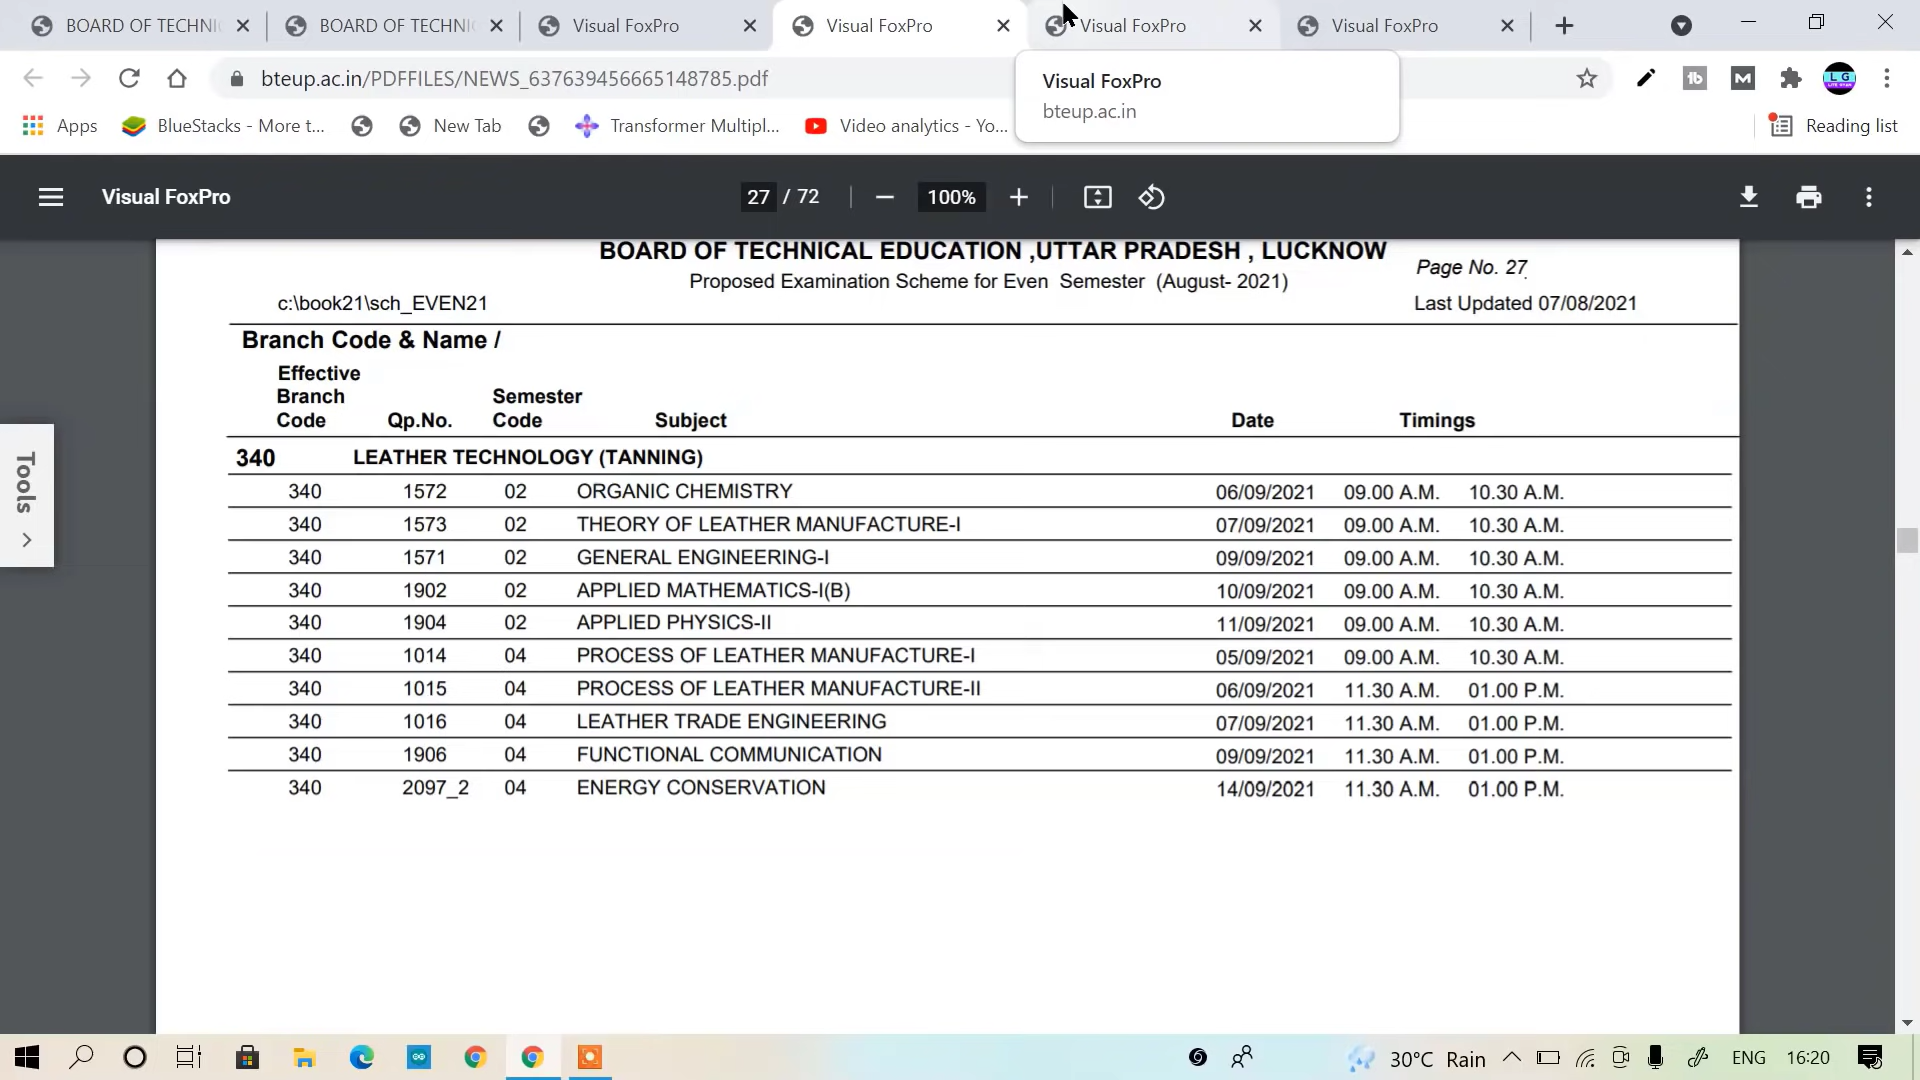 BOARD OF TECHNI
BOARD OF TECHNI
Visual FoxPro
Visual FoxPro
Visual FoxPro
Visual FoxPro
bteup.ac.in/PDFFILES/NEWS_637639456665148785.pdf
Visual FoxPro
bteup.ac.in
Apps
BlueStacks - More t...
New Tab
Transformer Multipl...
Video analytics - Yo...
Reading list
Visual FoxPro
27 / 72
100%
BOARD OF TECHNICAL EDUCATION ,UTTAR PRADESH , LUCKNOW
Page No. 27
Proposed Examination Scheme for Even Semester (August- 2021)
c:\book21\sch_EVEN21
Last Updated 07/08/2021
Branch Code & Name /
Effective Branch Code Qp.No. Semester Code Subject Date Timings
340 LEATHER TECHNOLOGY (TANNING)
340 1572 02 ORGANIC CHEMISTRY 06/09/2021 09.00 A.M. 10.30 A.M.
340 1573 02 THEORY OF LEATHER MANUFACTURE-I 07/09/2021 09.00 A.M. 10.30 A.M.
340 1571 02 GENERAL ENGINEERING-I 09/09/2021 09.00 A.M. 10.30 A.M.
340 1902 02 APPLIED MATHEMATICS-I(B) 10/09/2021 09.00 A.M. 10.30 A.M.
340 1904 02 APPLIED PHYSICS-II 11/09/2021 09.00 A.M. 10.30 A.M.
340 1014 04 PROCESS OF LEATHER MANUFACTURE-I 05/09/2021 09.00 A.M. 10.30 A.M.
340 1015 04 PROCESS OF LEATHER MANUFACTURE-II 06/09/2021 11.30 A.M. 01.00 P.M.
340 1016 04 LEATHER TRADE ENGINEERING 07/09/2021 11.30 A.M. 01.00 P.M.
340 1906 04 FUNCTIONAL COMMUNICATION 09/09/2021 11.30 A.M. 01.00 P.M.
340 2097_2 04 ENERGY CONSERVATION 14/09/2021 11.30 A.M. 01.00 P.M.
Tools
30°C Rain
ENG
16:20